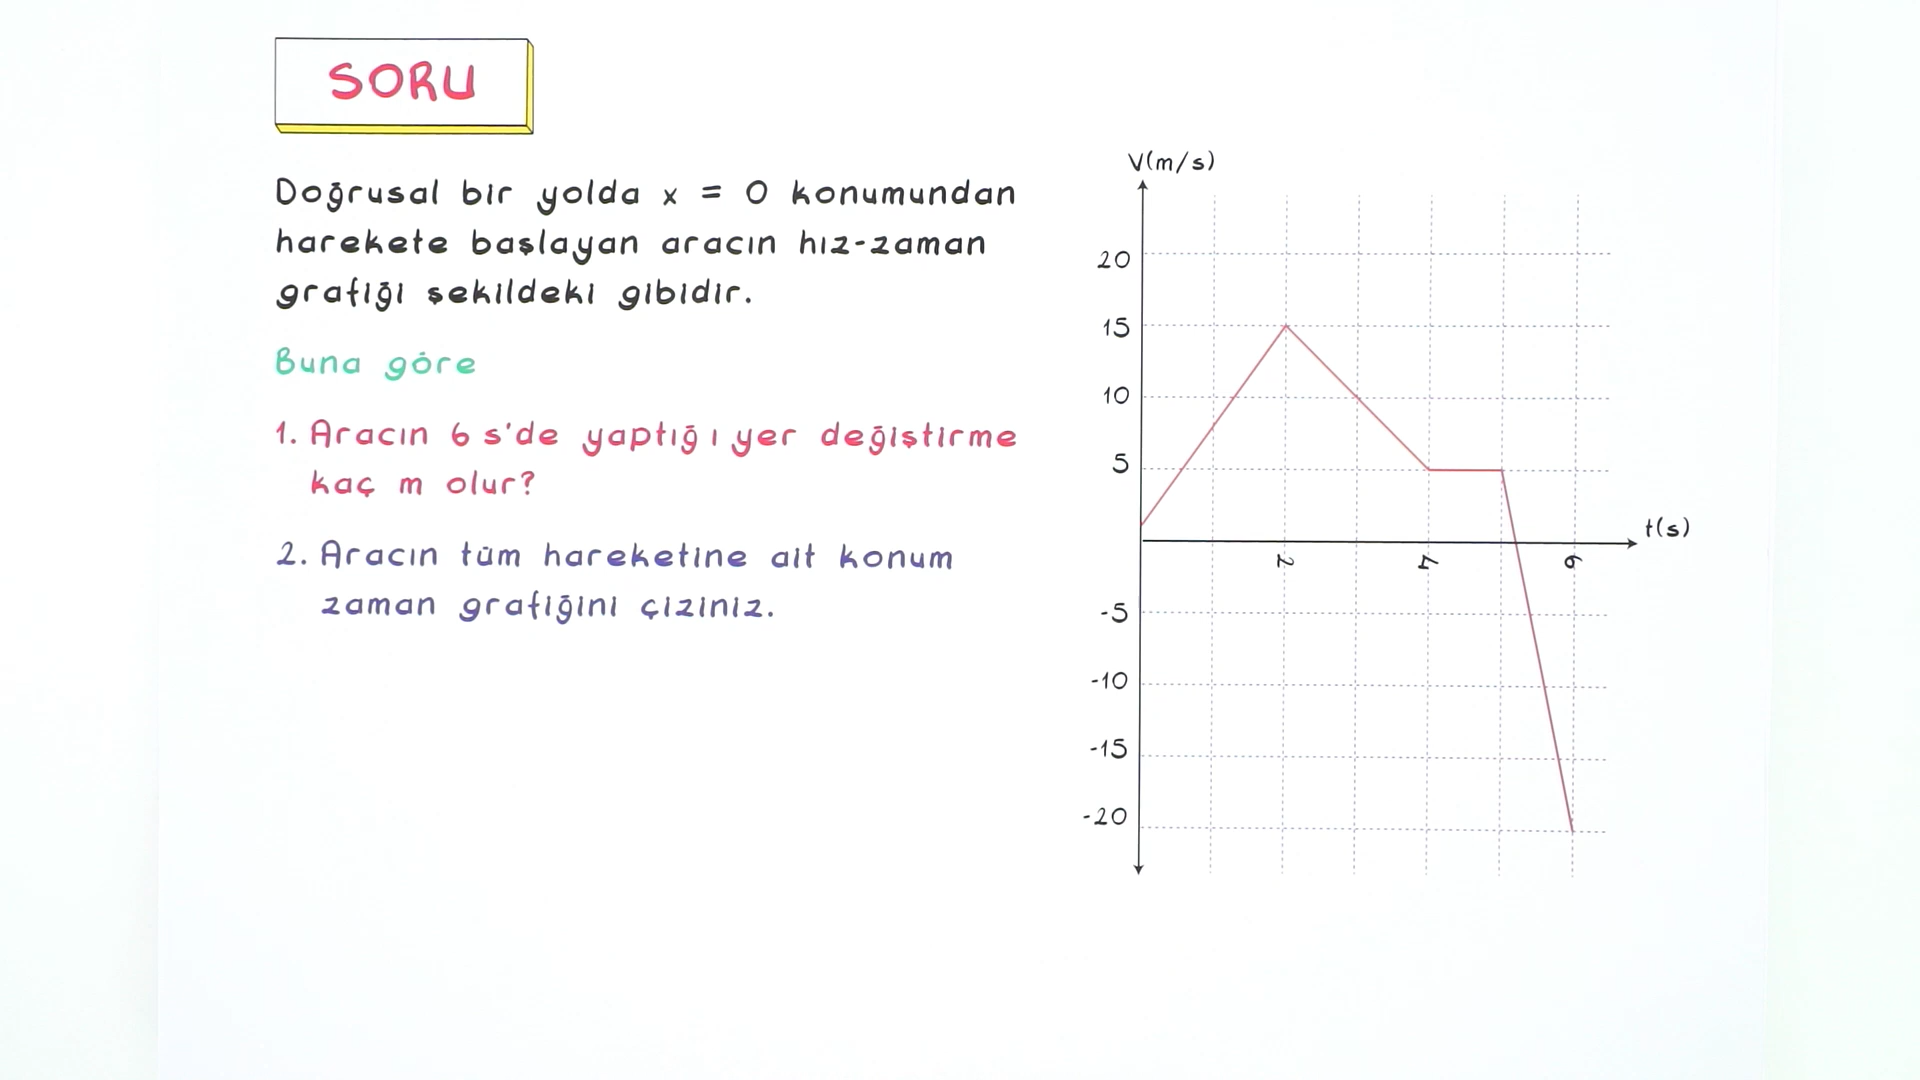 SORU
Doğrusal bir yolda x = 0 konumundan
harekete başlayan aracın hız-zaman
grafiği şekildeki gibidir.
Buna göre
1. Aracın 6 s'de yaptığı yer değiştirme
kaç m olur?
2. Aracın tüm hareketine ait konum
zaman grafiğini çiziniz.
V(m/s)
20
15
10
5
t(s)
2
4
6
-5
-10
-15
-20